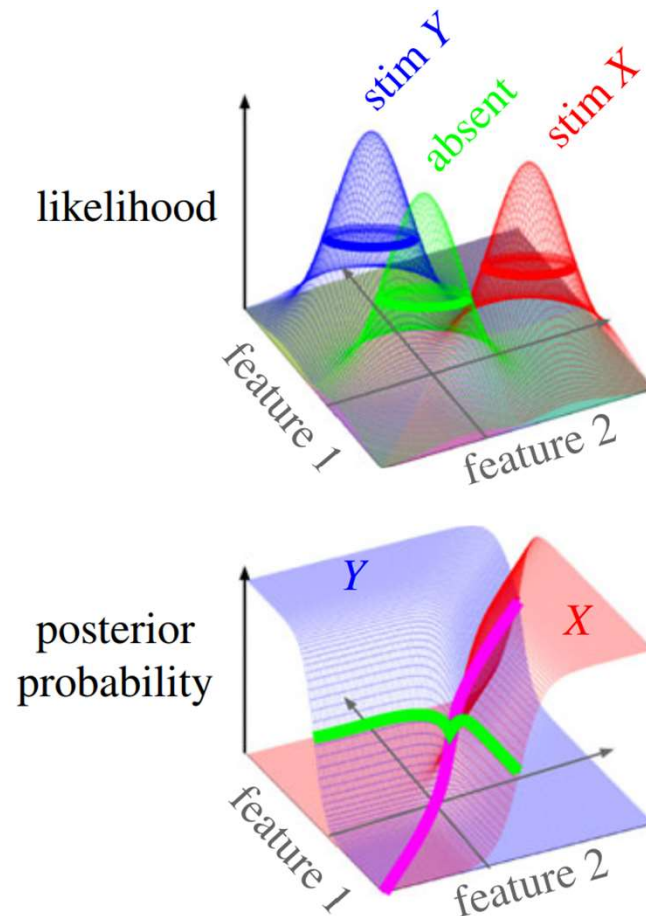 stim Y
absent
stim X
likelihood
feature 1
feature 2
Y
X
posterior
probability
feature 1
feature 2